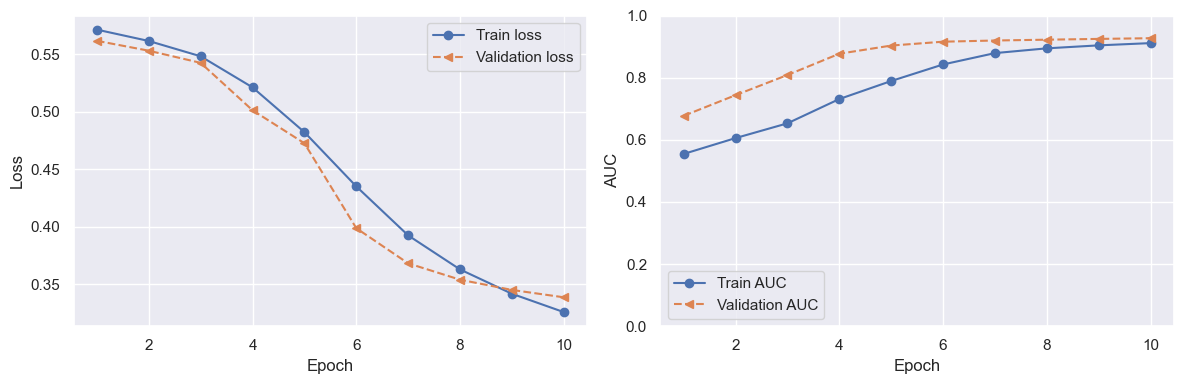 Train loss
Validation loss
0.55
0.50
0.45
0.40
0.35
Loss
2 4 6 8 10
Epoch
1.0
0.8
0.6
0.4
0.2
0.0
AUC
Train AUC
Validation AUC
2 4 6 8 10
Epoch